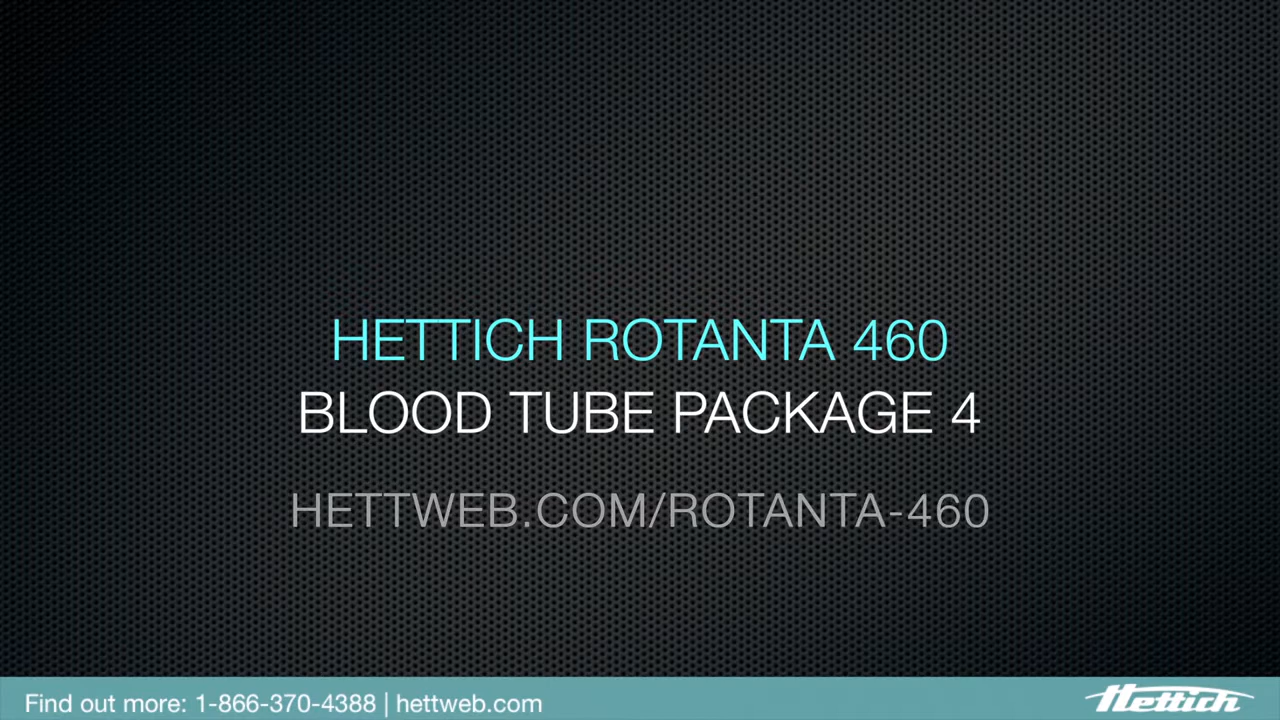 HETTICH ROTANTA 460
BLOOD TUBE PACKAGE 4
HETTWEB.COM/ROTANTA-460
Find out more: 1-866-370-4388 | hettweb.com
Hettich